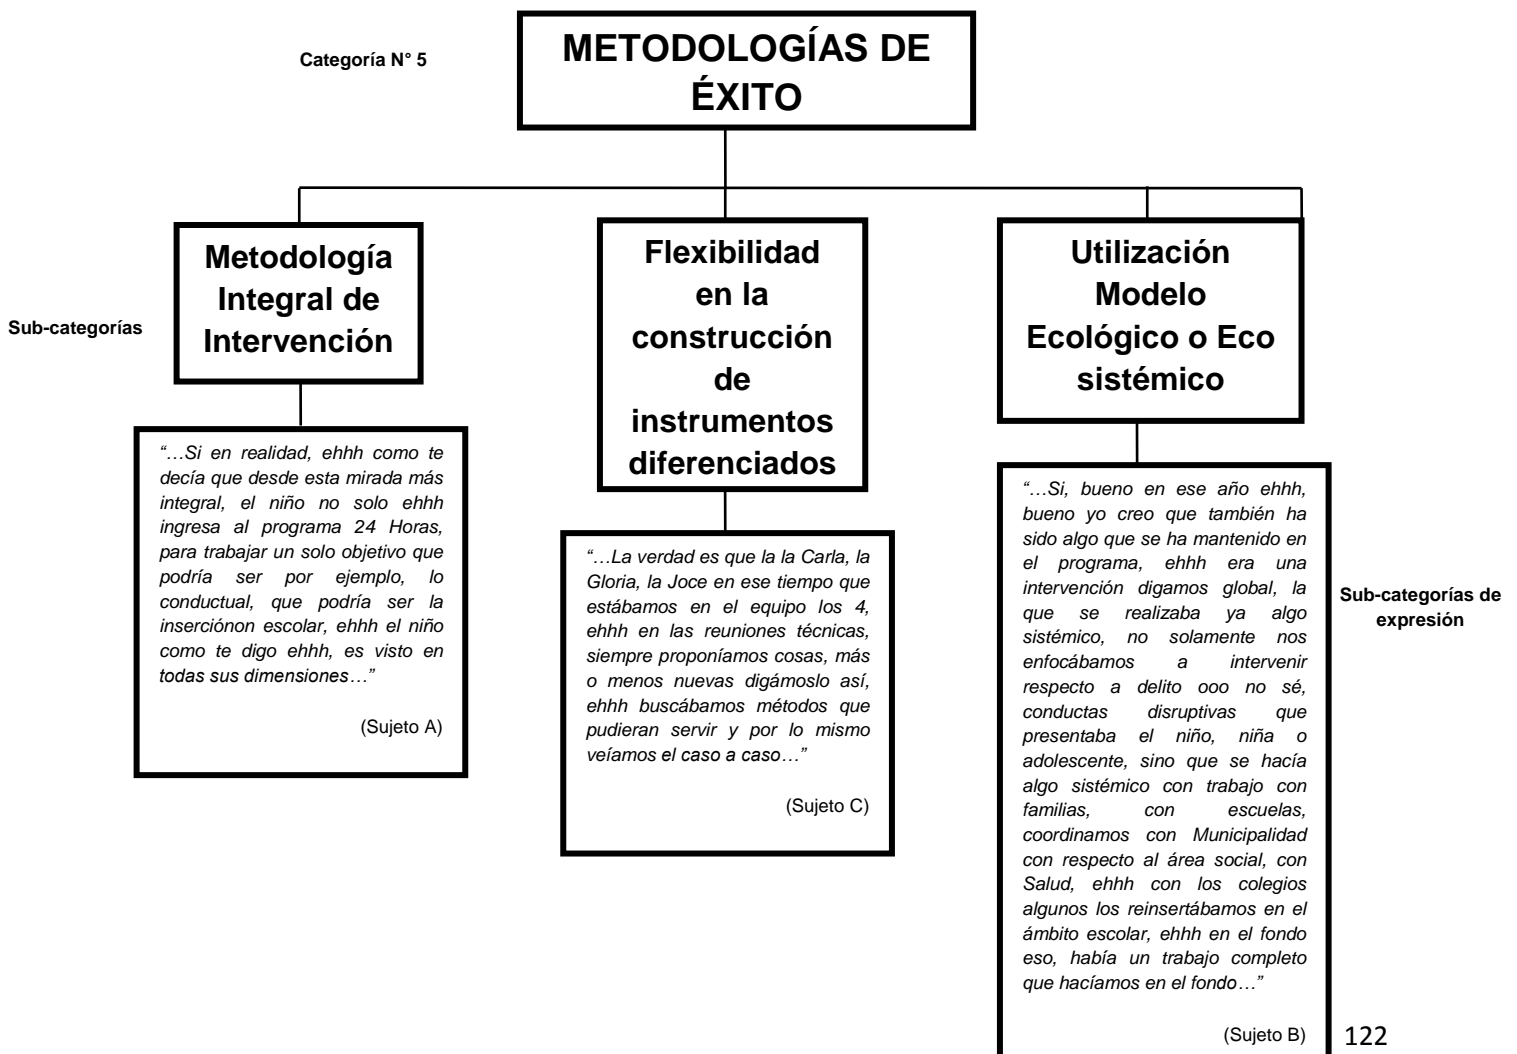 Categoría N° 5
METODOLOGÍAS DE
ÉXITO
Sub-categorías
Metodología
Integral de
Intervención
Flexibilidad
en la
construcción
de
instrumentos
diferenciados
Utilización
Modelo
Ecológico o Eco
sistémico
“…Si en realidad, ehhh como te
decía que desde esta mirada más
integral, el niño no solo ehhh
ingresa al programa 24 Horas,
para trabajar un solo objetivo que
podría ser por ejemplo, lo
conductual, que podría ser la
inserciónon escolar, ehhh el niño
como te digo ehhh, es visto en
todas sus dimensiones…”
(Sujeto A)
“…La verdad es que la la Carla, la
Gloria, la Joce en ese tiempo que
estábamos en el equipo los 4,
ehhh en las reuniones técnicas,
siempre proponíamos cosas, más
o menos nuevas digámoslo así,
ehhh buscábamos métodos que
pudieran servir y por lo mismo
veíamos el caso a caso…”
(Sujeto C)
“…Si, bueno en ese año ehhh,
bueno yo creo que también ha
sido algo que se ha mantenido en
el programa, ehhh era una
intervención digamos global, la
que se realizaba ya algo
sistémico, no solamente nos
enfocábamos a intervenir
respecto a delito ooo no sé,
conductas disruptivas que
presentaba el niño, niña o
adolescente, sino que se hacía
algo sistémico con trabajo con
familias, con escuelas,
coordinamos con Municipalidad
con respecto al área social, con
Salud, ehhh con los colegios
algunos los reinsertábamos en el
ámbito escolar, ehhh en el fondo
eso, había un trabajo completo
que hacíamos en el fondo…”
(Sujeto B)
Sub-categorías de
expresión
122